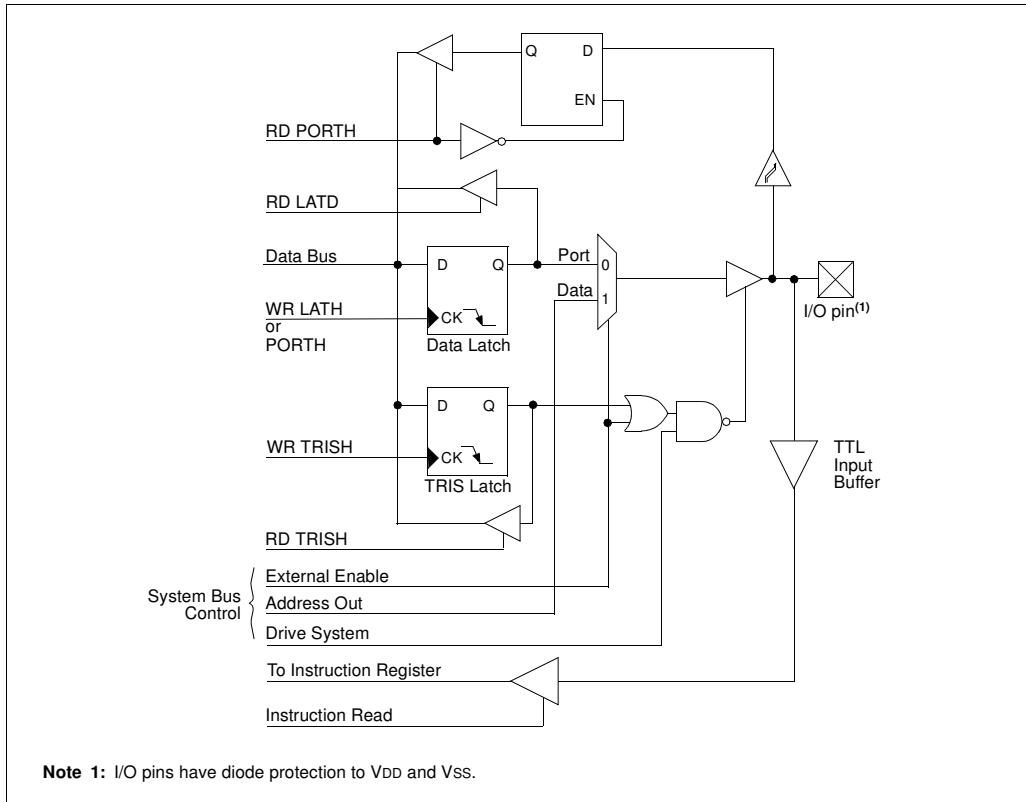 Q D
EN
RD PORTH
RD LATD
Data Bus
D Q
Port
0
Data
1
WR LATH
or
PORTH
CK
Data Latch
I/O pin(1)
D Q
WR TRISH
CK
TRIS Latch
TTL
Input
Buffer
RD TRISH
System Bus
Control
External Enable
Address Out
Drive System
To Instruction Register
Instruction Read
Note 1: I/O pins have diode protection to VDD and VSS.